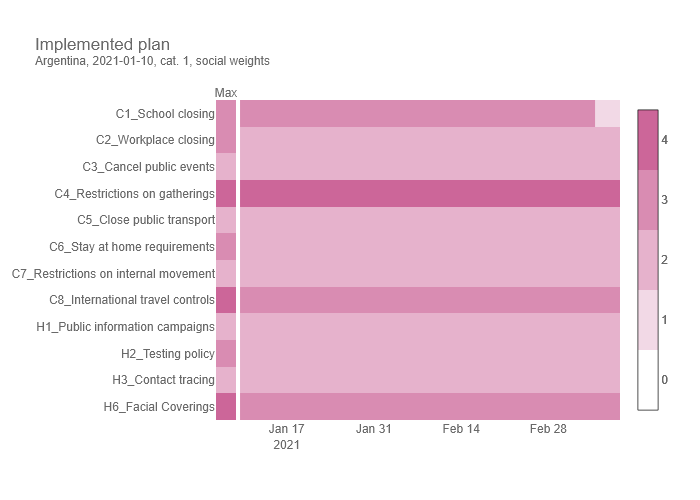 Implemented plan
Argentina, 2021-01-10, cat. 1, social weights
Max
C1_School closing
C2_Workplace closing
C3_Cancel public events
C4_Restrictions on gatherings
C5_Close public transport
C6_Stay at home requirements
C7_Restrictions on internal movement
C8_International travel controls
H1_Public information campaigns
H2_Testing policy
H3_Contact tracing
H6_Facial Coverings
Jan 17 Jan 31 Feb 14 Feb 28
2021
4
3
2
1
0